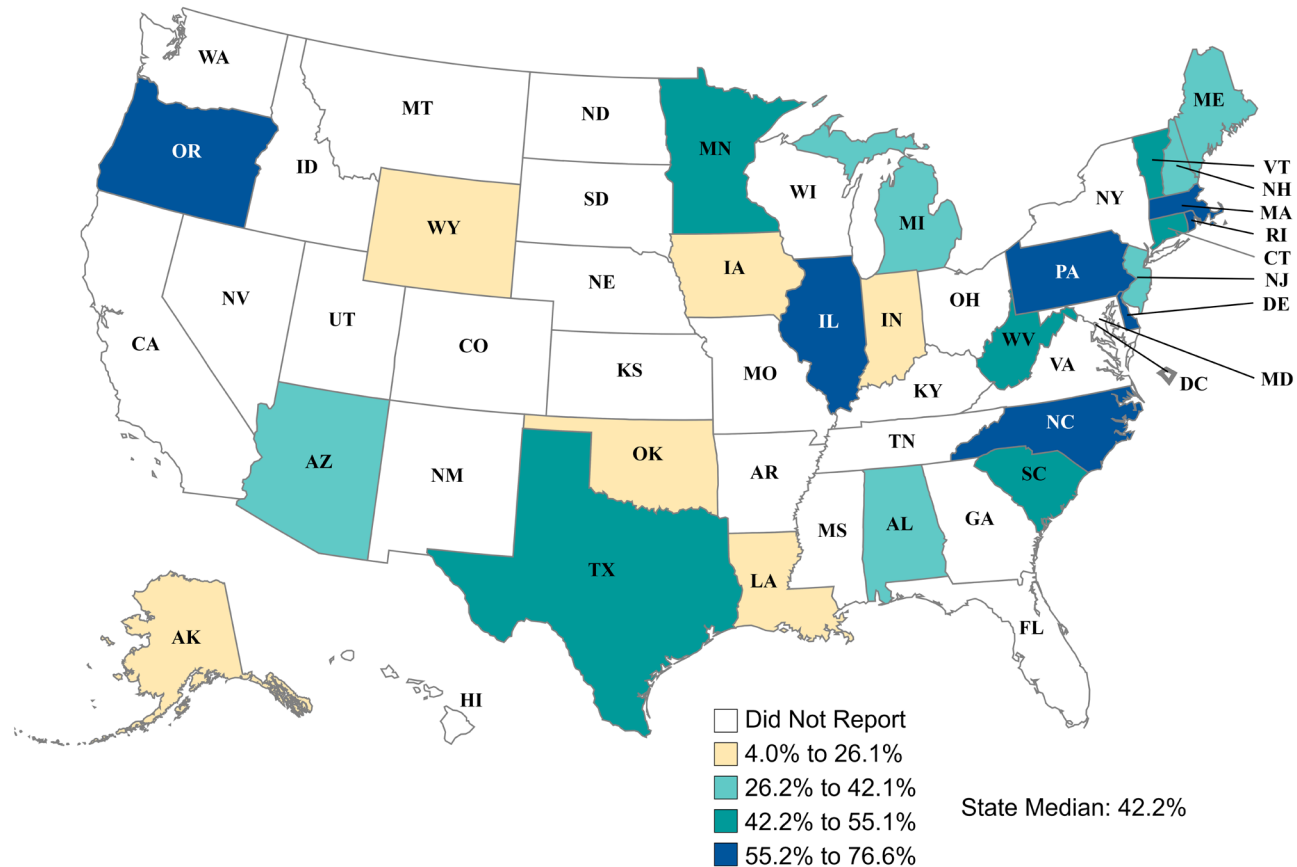 WA
MT
ND
MN
ME
OR
ID
SD
WI
MI
NY
VT
NH
MA
RI
CT
NJ
DE
MD
DC
WY
IA
NE
PA
NV
UT
CO
IL
IN
OH
CA
KS
MO
WV
VA
KY
NC
TN
AZ
NM
OK
AR
SC
MS
AL
GA
TX
LA
FL
AK
HI
Did Not Report
4.0% to 26.1%
26.2% to 42.1%
42.2% to 55.1%
55.2% to 76.6%
State Median: 42.2%